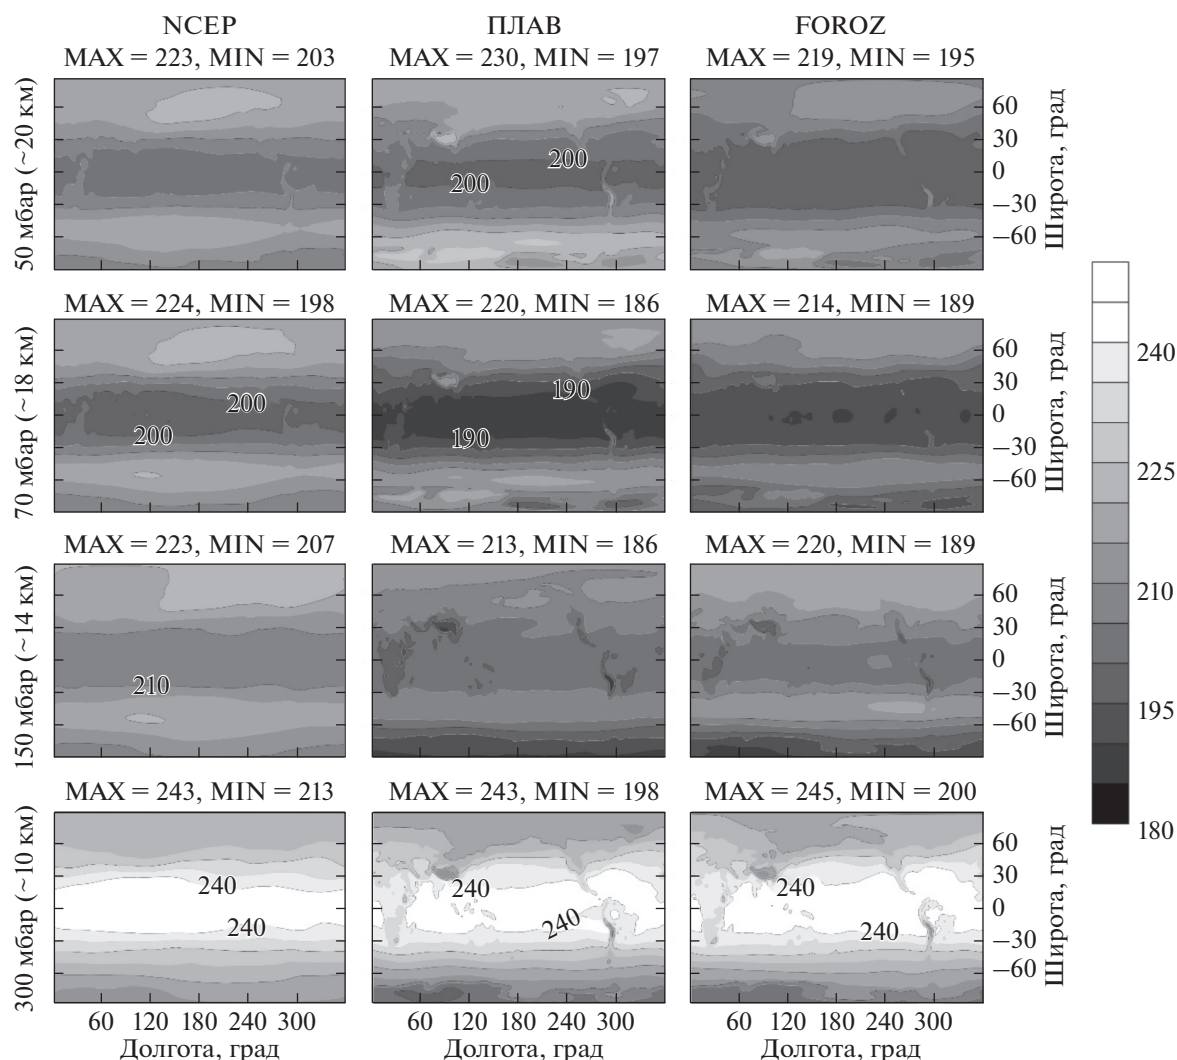 NCEP ПЛАВ FOROZ
MAX = 223, MIN = 203 MAX = 230, MIN = 197 MAX = 219, MIN = 195
50 мбар (~20 км)
200
200
60
30
0
−30
−60
Широта, град
MAX = 224, MIN = 198 MAX = 220, MIN = 186 MAX = 214, MIN = 189
70 мбар (~18 км)
200
200
190
190
60
30
0
−30
−60
Широта, град
MAX = 223, MIN = 207 MAX = 213, MIN = 186 MAX = 220, MIN = 189
150 мбар (~14 км)
210
60
30
0
−30
−60
Широта, град
MAX = 243, MIN = 213 MAX = 243, MIN = 198 MAX = 245, MIN = 200
300 мбар (~10 км)
240
240
240
240
240
240
60
30
0
−30
−60
Широта, град
60 120 180 240 300 60 120 180 240 300 60 120 180 240 300
Долгота, град Долгота, град Долгота, град
240
225
210
195
180